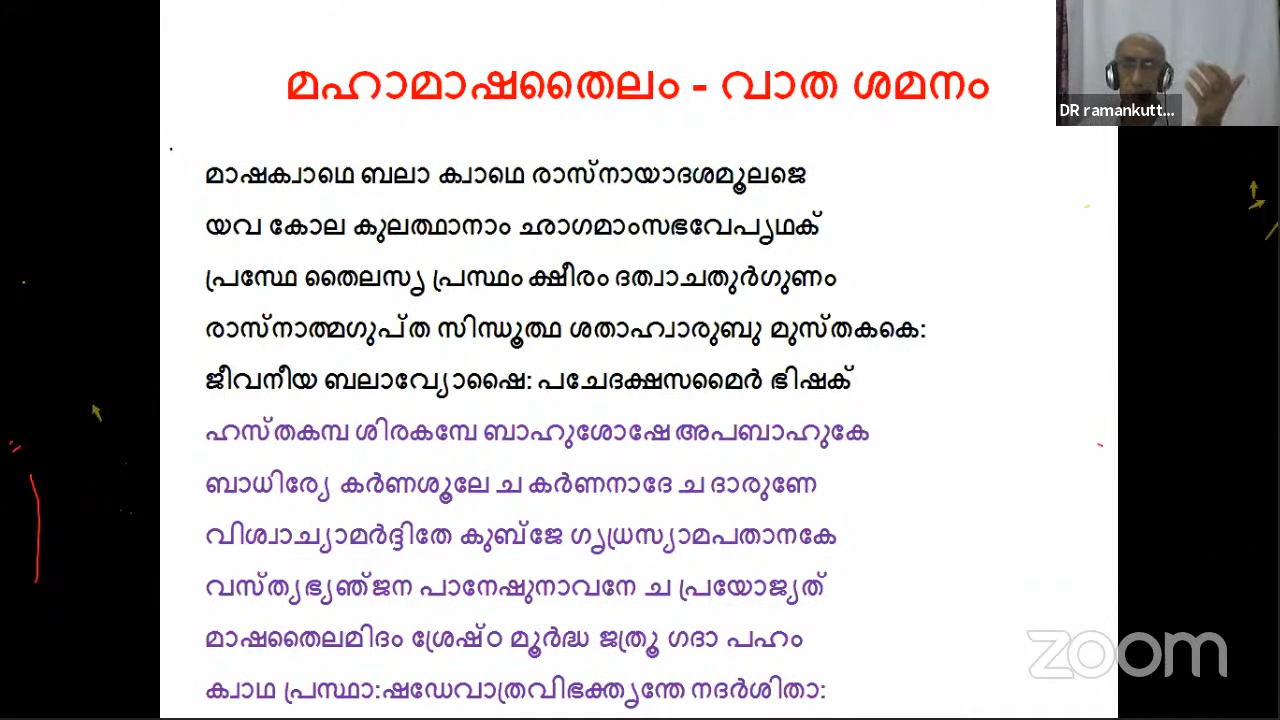 മഹാമാഷതൈലം - വാത ശമനം
DR ramankutt...
മാഷക്വാഥെ ബലാ ക്വാഥെ രാസ്നായാദശമൂലജെ
യവ കോല കുലത്ഥാനാം ഛാഗമാംസഭവേപൃഥക്
പ്രസ്ഥേ തൈലസൃ പ്രസ്ഥം ക്ഷീരം ദത്വാചതുർഗുണം
രാസ്നാത്മഗുപ്ത സിന്ധൂത്ഥ ശതാഹ്വാരുബു മുസ്തകകെ:
ജീവനീയ ബലാവ്യോഷൈ: പചേദക്ഷസമൈർ ഭിഷക്
ഹസ്തകമ്പ ശിരകമ്പേ ബാഹുശോഷേ അപബാഹുകേ
ബാധിര്യേ കർണശൂലേ ച കർണനാദേ ച ദാരുണേ
വിശ്വാച്യാമർദ്ദിതേ കുബ്ജേ ഗൃധ്രസ്യാമപതാനകേ
വസ്ത്യഭ്യഞ്ജന പാനേഷുനാവനേ ച പ്രയോജ്യത്
മാഷതൈലമിദം ശ്രേഷ്ഠ മൂർദ്ധ ജത്രൂ ഗദാ പഹം
ക്വാഥ പ്രസ്ഥാ:ഷഡേവാത്രവിഭക്തൃന്തേ നദർശിതാ:
zoom